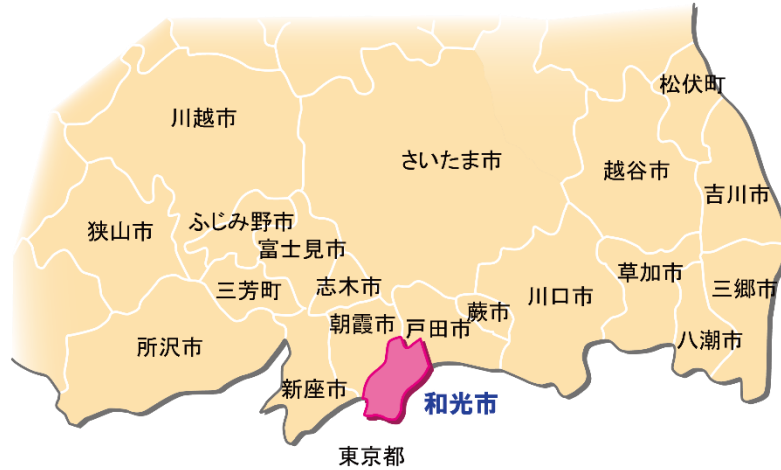 松伏町
川越市
さいたま市
越谷市
吉川市
ふじみ野市
狭山市
富士見市
三芳町
志木市
草加市
三郷市
川口市
蕨市
朝霞市
戸田市
八潮市
所沢市
新座市
和光市
東京都